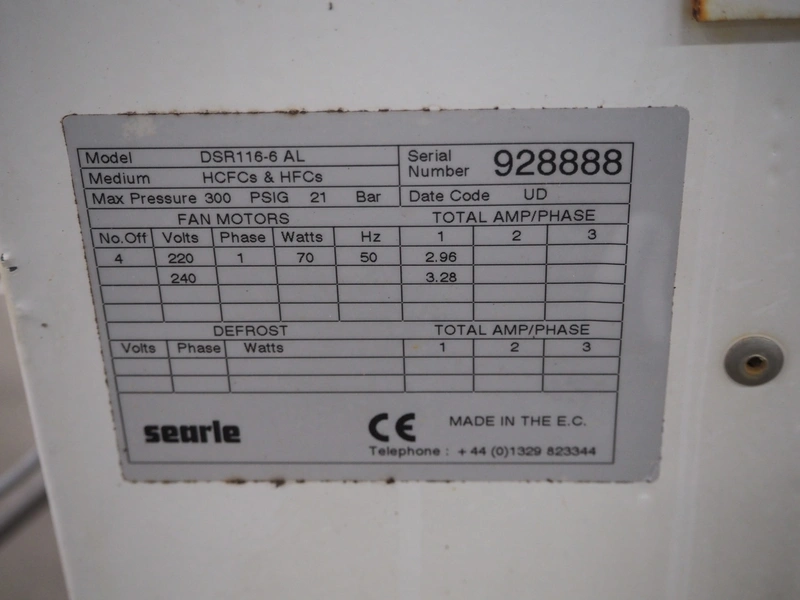 Model DSR116-6 AL
Serial Number 928888
Medium HCFCs & HFCs
Max Pressure 300 PSIG 21 Bar
Date Code UD
FAN MOTORS TOTAL AMP/PHASE
No.Off Volts Phase Watts Hz 1 2 3
4 220 1 70 50 2.96
240 3.28
DEFROST TOTAL AMP/PHASE
Volts Phase Watts 1 2 3
searle CE MADE IN THE E.C.
Telephone : +44 (0)1329 823344